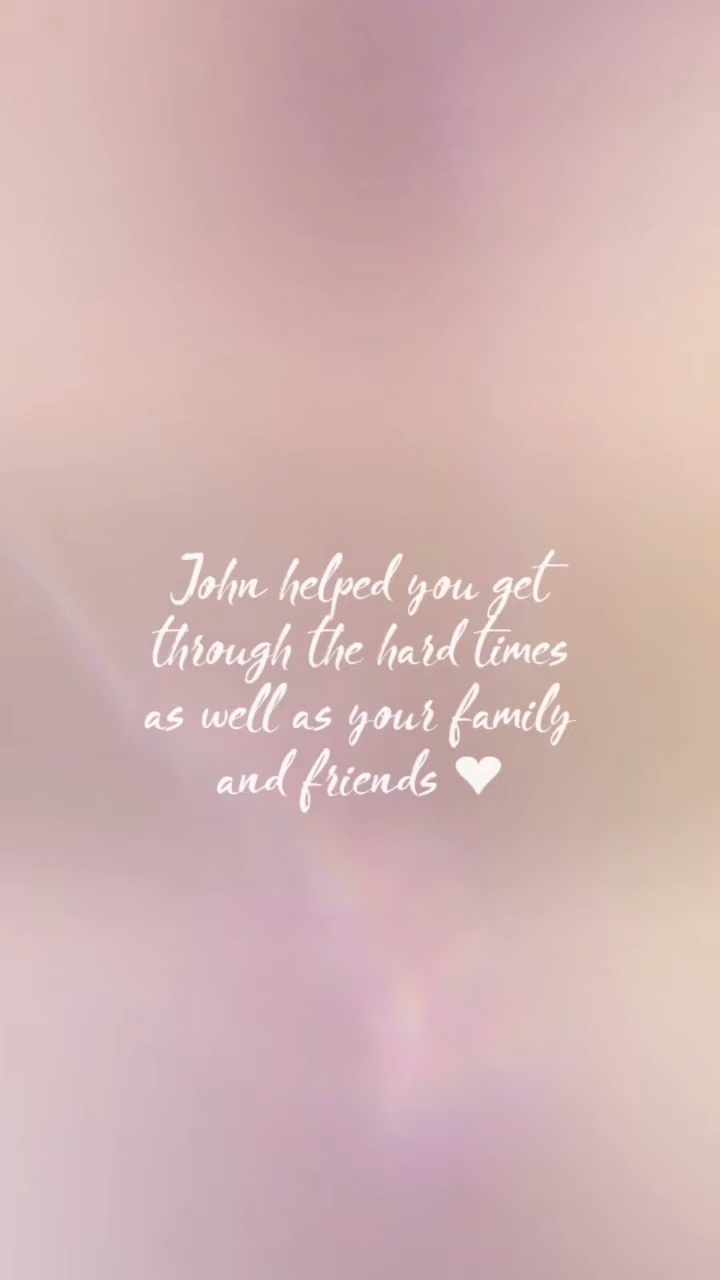 John helped you get
through the hard times
as well as your family
and friends ♥